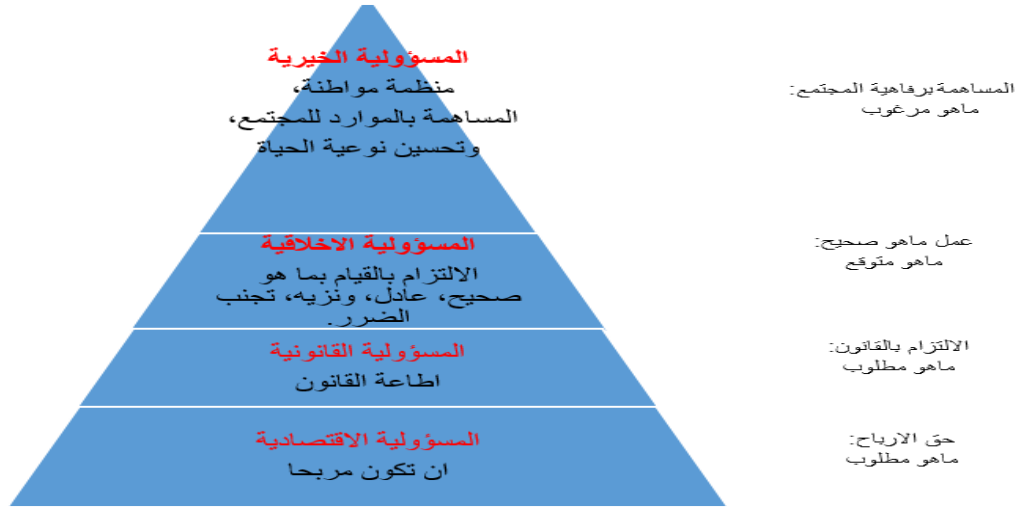 المسؤولية الخيرية
منظمة مواطنة،
المساهمة بالموارد للمجتمع،
وتحسين نوعية الحياة
المساهمة برفاهية المجتمع:
ماهو مرغوب
المسؤولية الاخلاقية
الالتزام بالقيام بما هو
صحيح، عادل، ونزيه، تجنب
الضرر.
عمل ماهو صحيح:
ماهو متوقع
المسؤولية القانونية
اطاعة القانون
الالتزام بالقانون:
ماهو مطلوب
المسؤولية الاقتصادية
ان تكون مربحا
حق الارباح:
ماهو مطلوب